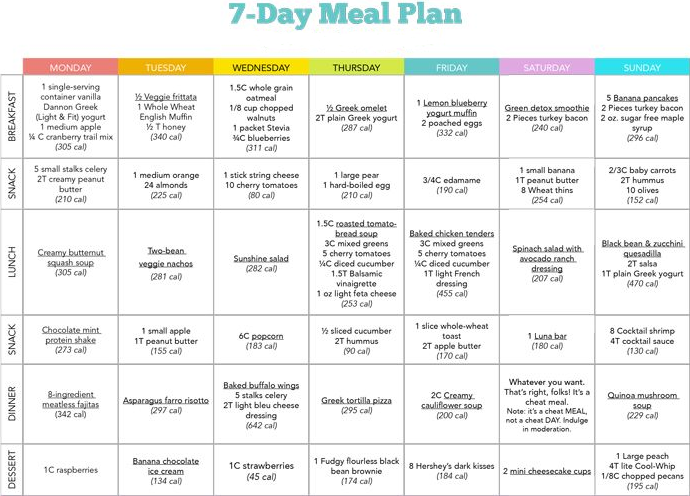 7-Day Meal Plan
MONDAY
TUESDAY
WEDNESDAY
THURSDAY
FRIDAY
SATURDAY
SUNDAY
BREAKFAST
1 single-serving
container vanilla
Dannon Greek
(Light & Fit) yogurt
1 medium apple
¼ C cranberry trail mix
(305 cal)
½ Veggie frittata
1 Whole Wheat
English Muffin
½ T honey
(340 cal)
1.5C whole grain
oatmeal
1/8 cup chopped
walnuts
1 packet Stevia
¾C blueberries
(311 cal)
½ Greek omelet
2T plain Greek yogurt
(287 cal)
1 Lemon blueberry
yogurt muffin
2 poached eggs
(332 cal)
Green detox smoothie
2 Pieces turkey bacon
(240 cal)
5 Banana pancakes
2 Pieces turkey bacon
2 oz. sugar free maple
syrup
(296 cal)
SNACK
5 small stalks celery
2T creamy peanut
butter
(210 cal)
1 medium orange
24 almonds
(225 cal)
1 stick string cheese
10 cherry tomatoes
(80 cal)
1 large pear
1 hard-boiled egg
(210 cal)
3/4C edamame
(190 cal)
1 small banana
1T peanut butter
8 Wheat thins
(254 cal)
2/3C baby carrots
2T hummus
10 olives
(152 cal)
LUNCH
Creamy butternut
squash soup
(305 cal)
Two-bean
veggie nachos
(281 cal)
Sunshine salad
(282 cal)
1.5C roasted tomato-
bread soup
3C mixed greens
5 cherry tomatoes
¼C diced cucumber
1.5T Balsamic
vinaigrette
1 oz light feta cheese
(253 cal)
Baked chicken tenders
3C mixed greens
5 cherry tomatoes
¼C diced cucumber
1T light French
dressing
(455 cal)
Spinach salad with
avocado ranch
dressing
(207 cal)
Black bean & zucchini
quesadilla
2T salsa
1T plain Greek yogurt
(470 cal)
SNACK
Chocolate mint
protein shake
(273 cal)
1 small apple
1T peanut butter
(155 cal)
6C popcorn
(183 cal)
½ sliced cucumber
2T hummus
(90 cal)
1 slice whole-wheat
toast
2T apple butter
(170 cal)
1 Luna bar
(180 cal)
8 Cocktail shrimp
4T cocktail sauce
(130 cal)
DINNER
8-ingredient
meatless fajitas
(342 cal)
Asparagus farro risotto
(297 cal)
Baked buffalo wings
5 stalks celery
2T light bleu cheese
dressing
(642 cal)
Greek tortilla pizza
(295 cal)
2C Creamy
cauliflower soup
(200 cal)
Whatever you want.
That's right, folks! It's a
cheat meal.
Note: it's a cheat MEAL,
not a cheat DAY. Indulge
in moderation.
Quinoa mushroom
soup
(229 cal)
DESSERT
1C raspberries
Banana chocolate
ice cream
(134 cal)
1C strawberries
(45 cal)
1 Fudgy flourless black
bean brownie
(174 cal)
8 Hershey's dark kisses
(184 cal)
2 mini cheesecake cups
1 Large peach
4T lite Cool-Whip
1/8C chopped pecans
(195 cal)